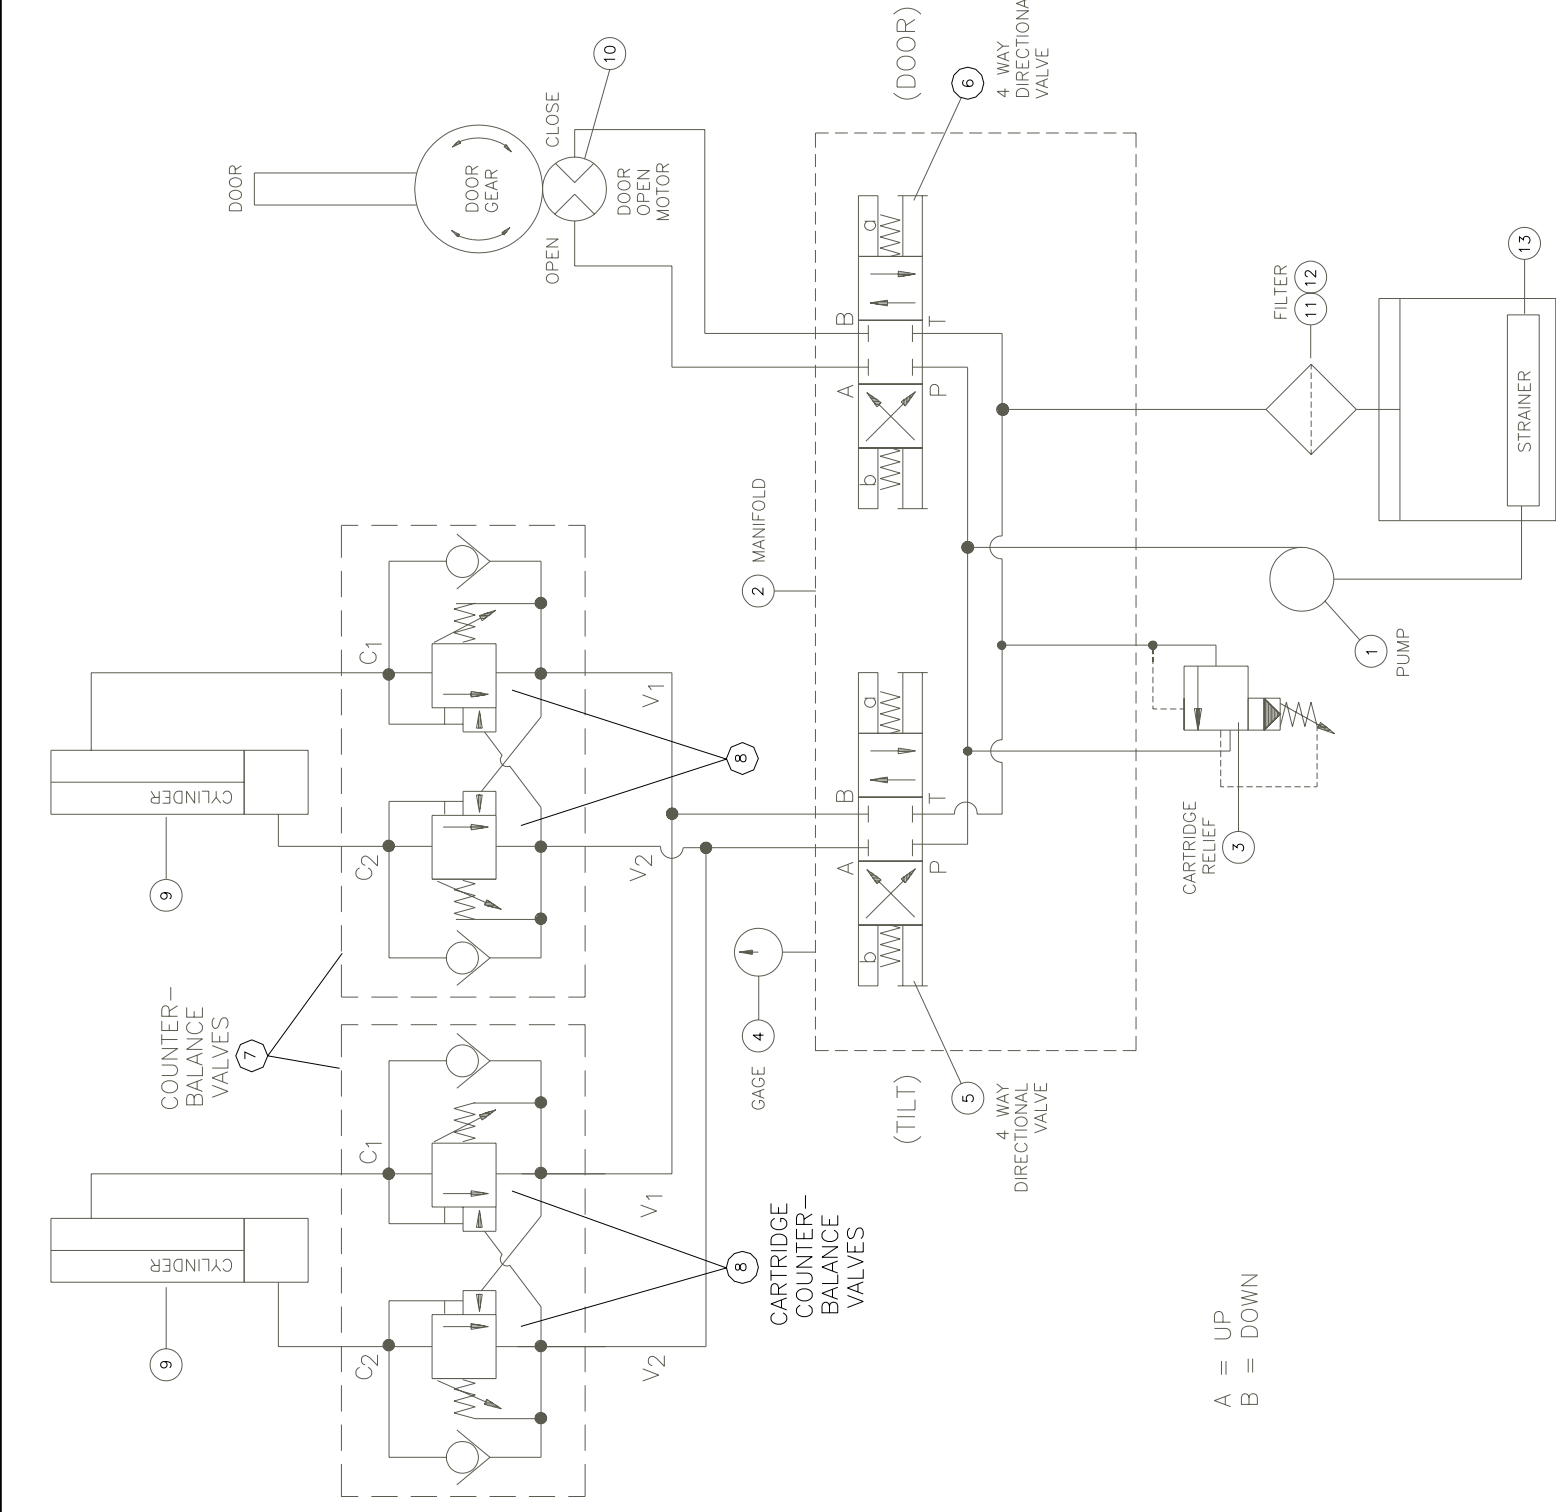 DOOR
DOOR
GEAR
OPEN
CLOSE
DOOR
OPEN
MOTOR
10
(DOOR)
6
4 WAY
DIRECTIONA
VALVE
a
B
T
A
P
b
FILTER
11
12
13
STRAINER
2
MANIFOLD
1
PUMP
C1
V1
8
CYLINDER
9
C2
V2
a
B
T
A
P
b
CARTRIDGE
RELIEF
3
COUNTER-
BALANCE
VALVES
7
4
GAGE
(TILT)
5
4 WAY
DIRECTIONAL
VALVE
C1
V1
8
CARTRIDGE
COUNTER-
BALANCE
VALVES
CYLINDER
9
C2
V2
A = UP
B = DOWN